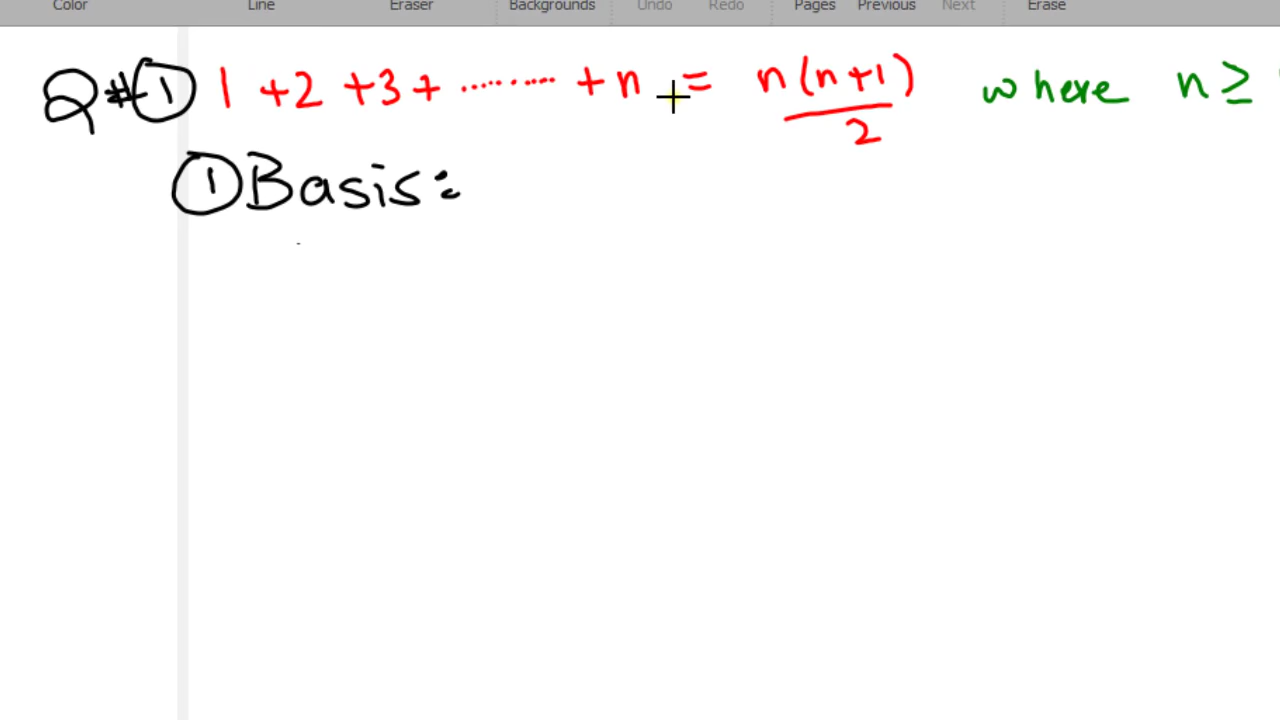 Color Line Eraser Backgrounds Undo Redo Pages Previous Next Erase
Q#① 1 +2 +3+ ......... +n = n(n+1)/2 where n ≥
① Basis: